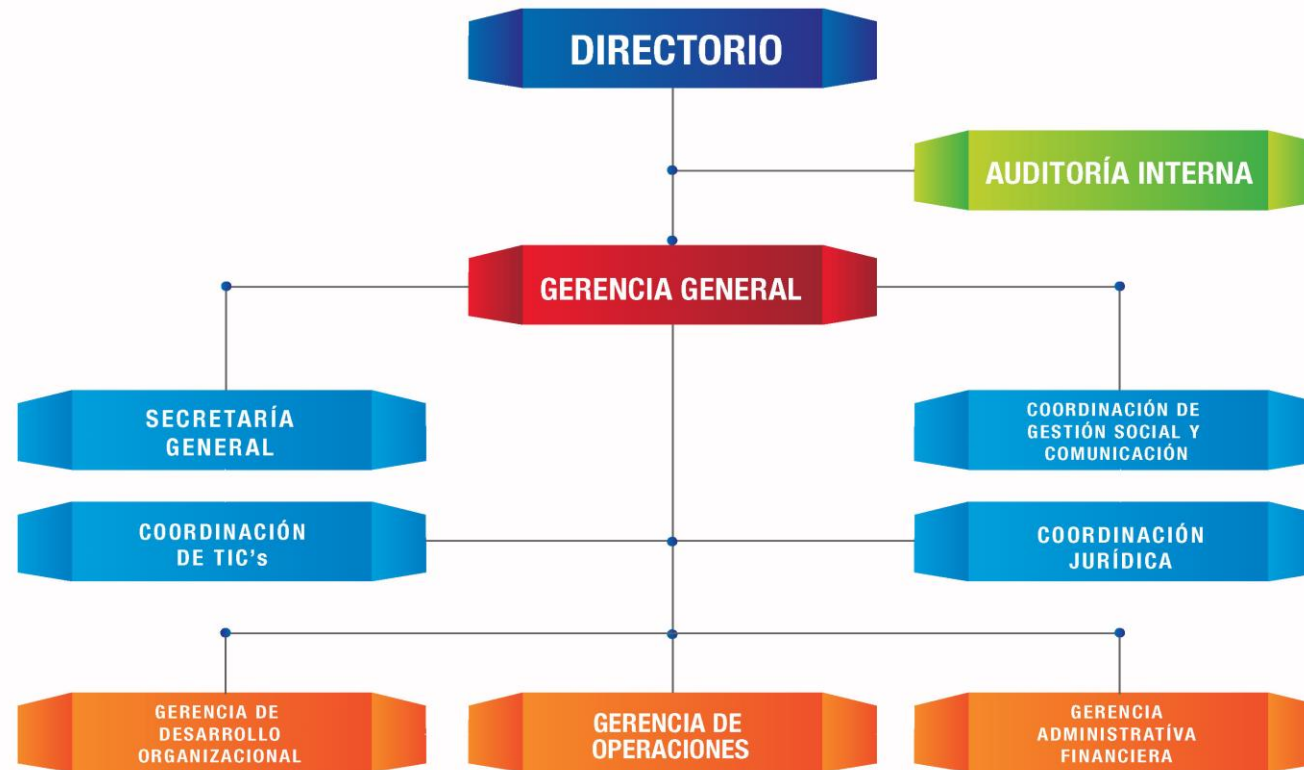 DIRECTORIO
AUDITORÍA INTERNA
GERENCIA GENERAL
SECRETARÍA
GENERAL
COORDINACIÓN DE
GESTIÓN SOCIAL Y
COMUNICACIÓN
COORDINACIÓN
DE TIC's
COORDINACIÓN
JURÍDICA
GERENCIA DE
DESARROLLO
ORGANIZACIONAL
GERENCIA DE
OPERACIONES
GERENCIA
ADMINISTRATÍVA
FINANCIERA